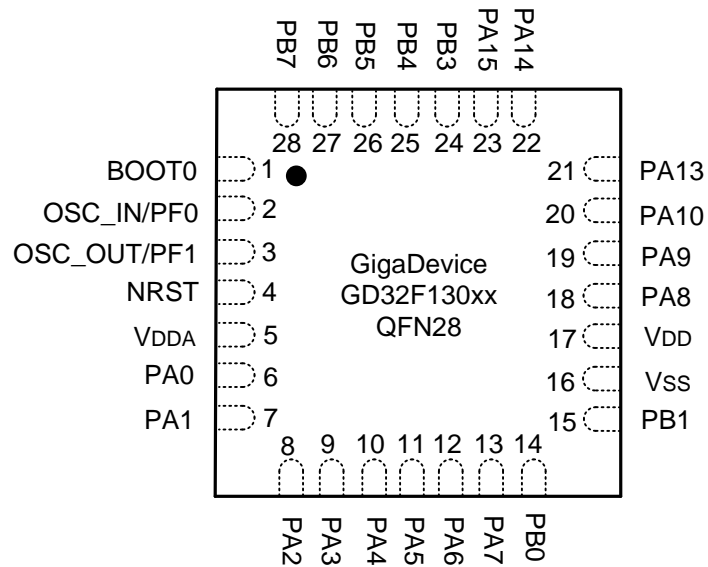 PB7 PB6 PB5 PB4 PB3 PA15 PA14
28 27 26 25 24 23 22
BOOT0 1
OSC_IN/PF0 2
OSC_OUT/PF1 3
NRST 4
VDDA 5
PA0 6
PA1 7
GigaDevice
GD32F130xx
QFN28
21 PA13
20 PA10
19 PA9
18 PA8
17 VDD
16 VSS
15 PB1
8 9 10 11 12 13 14
PA2 PA3 PA4 PA5 PA6 PA7 PB0